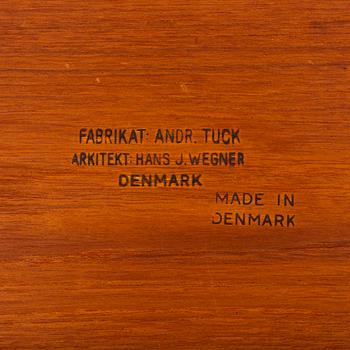 FABRIKAT: ANDR. TUCK
ARKITEKT: HANS J. WEGNER
DENMARK
MADE IN
DENMARK